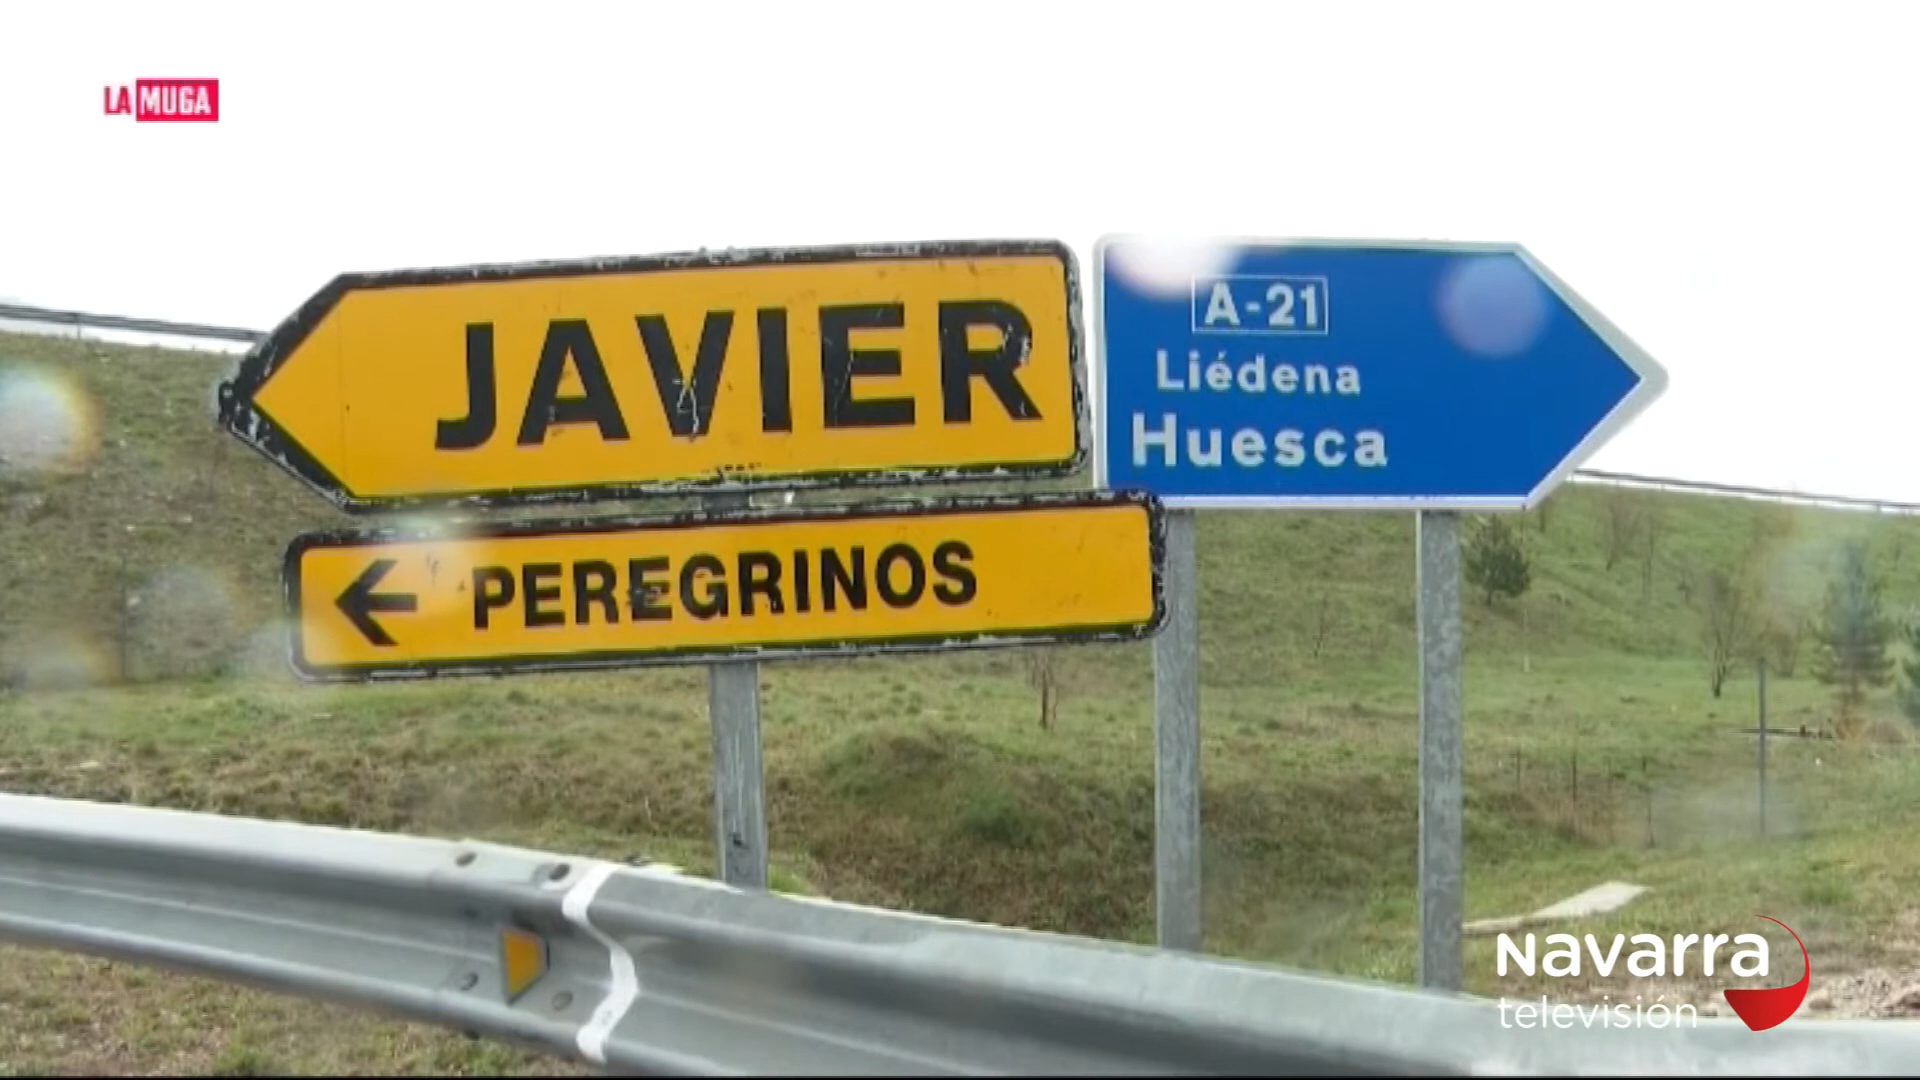 LA MUGA
JAVIER
PEREGRINOS
A-21
Liédena
Huesca
Navarra
televisión